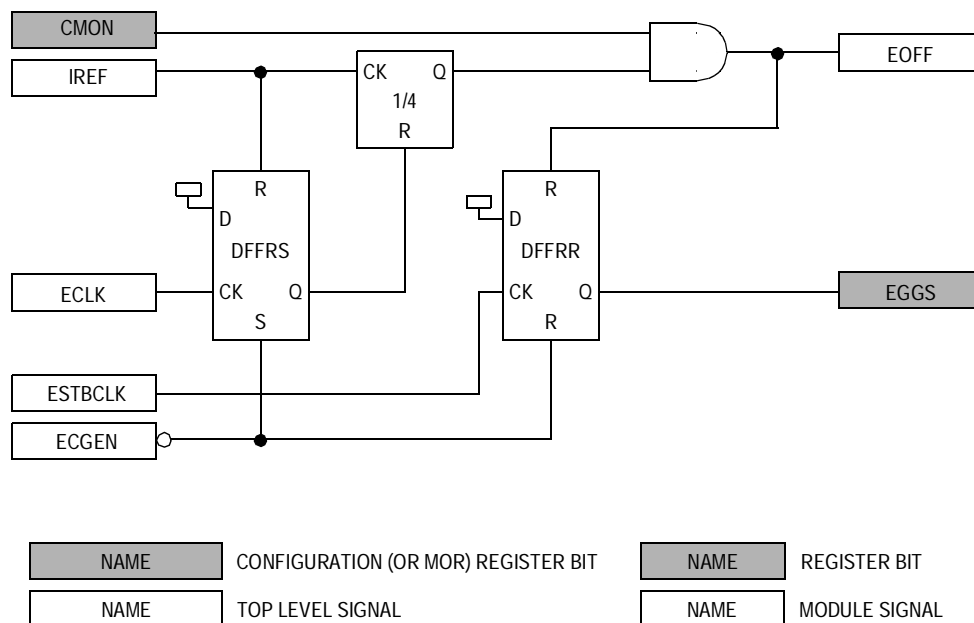 CMON
EOFF
IREF
CK Q
1/4
R
R
R
D
D
DFFRS
DFFRR
ECLK
CK Q
CK Q
EGGS
S
R
ESTBCLK
ECGEN
NAME CONFIGURATION (OR MOR) REGISTER BIT
NAME REGISTER BIT
NAME TOP LEVEL SIGNAL
NAME MODULE SIGNAL